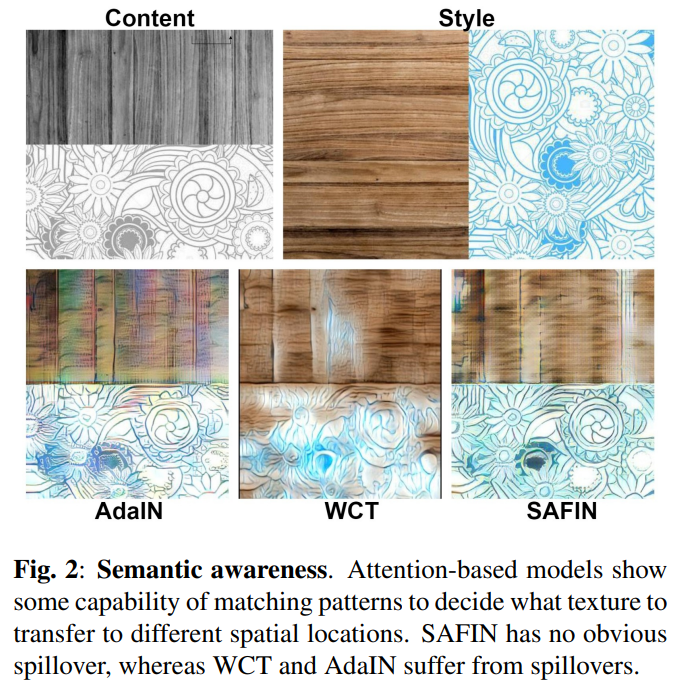 Content Style
AdaIN WCT SAFIN
Fig. 2: Semantic awareness. Attention-based models show
some capability of matching patterns to decide what texture to
transfer to different spatial locations. SAFIN has no obvious
spillover, whereas WCT and AdaIN suffer from spillovers.